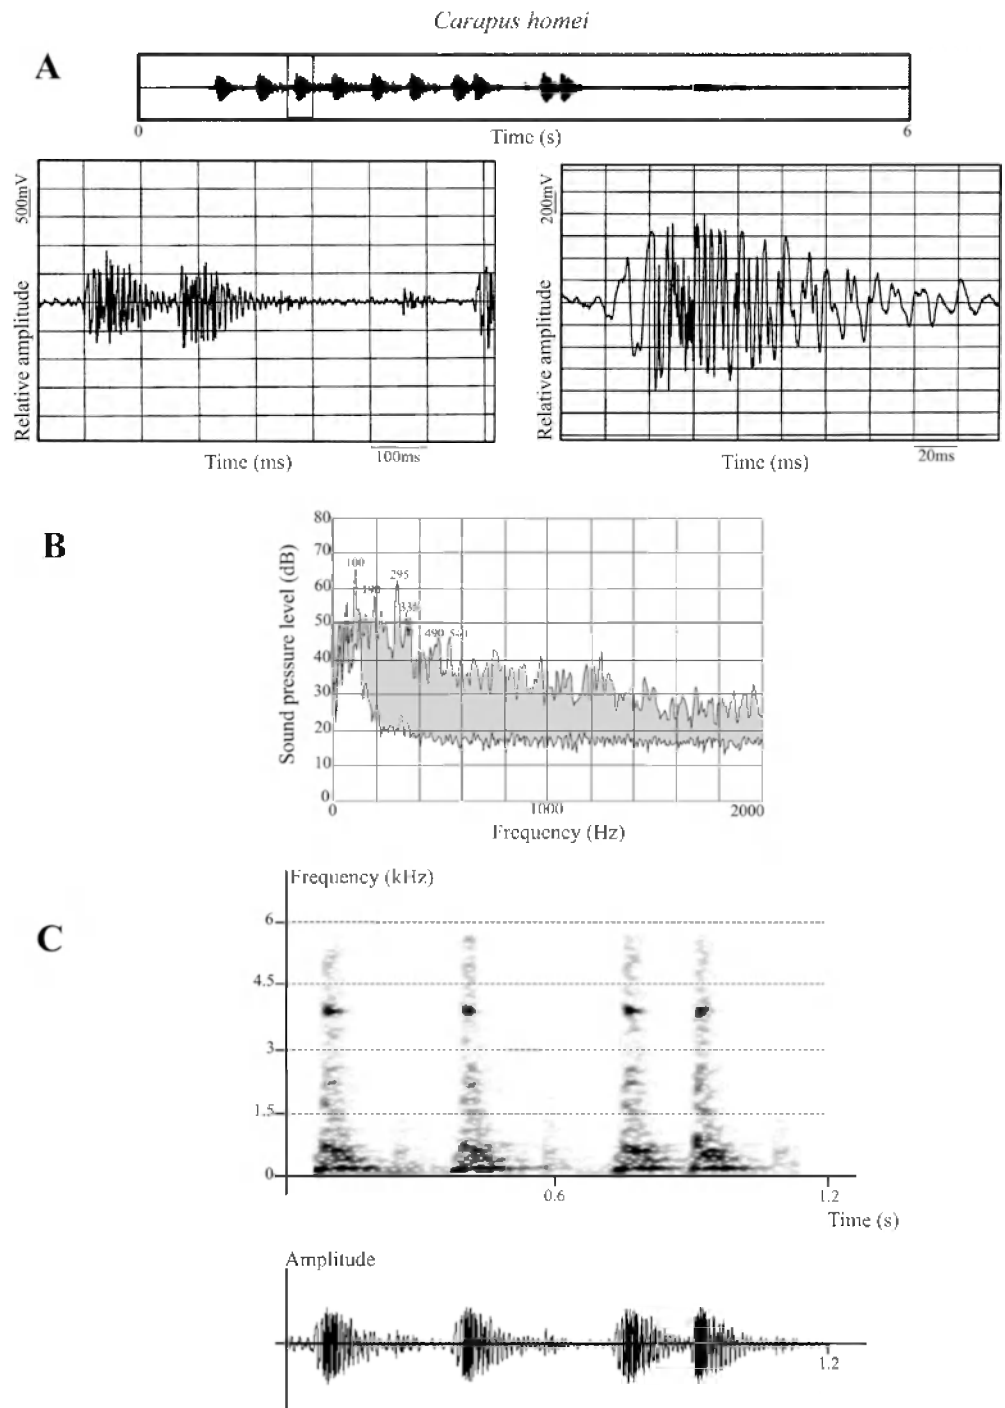 Carapus homei
A
0
6
Time (s)
500mV
Relative amplitude
Time (ms)
100ms
200mV
Relative amplitude
Time (ms)
20ms
B
Sound pressure level (dB)
80
70
60
50
40
30
20
10
0
100
190
295
490
0
1000
2000
Frequency (Hz)
C
Frequency (kHz)
6
4.5
3
1.5
0
0.6
1.2
Time (s)
Amplitude
1.2